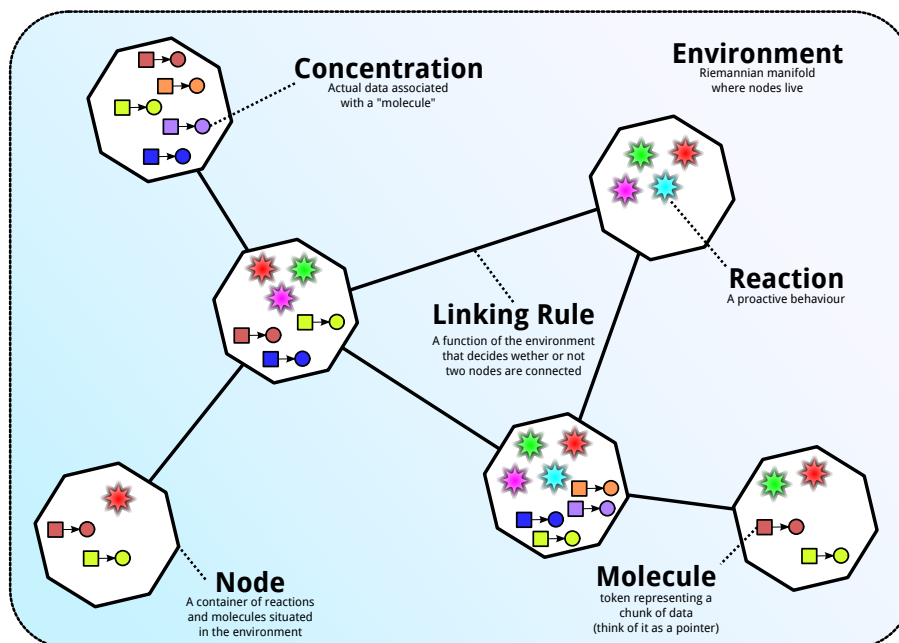 Concentration
Actual data associated
with a "molecule"
Environment
Riemannian manifold
where nodes live
Reaction
A proactive behaviour
Linking Rule
A function of the environment
that decides wether or not
two nodes are connected
Node
A container of reactions
and molecules situated
in the environment
Molecule
token representing a
chunk of data
(think of it as a pointer)